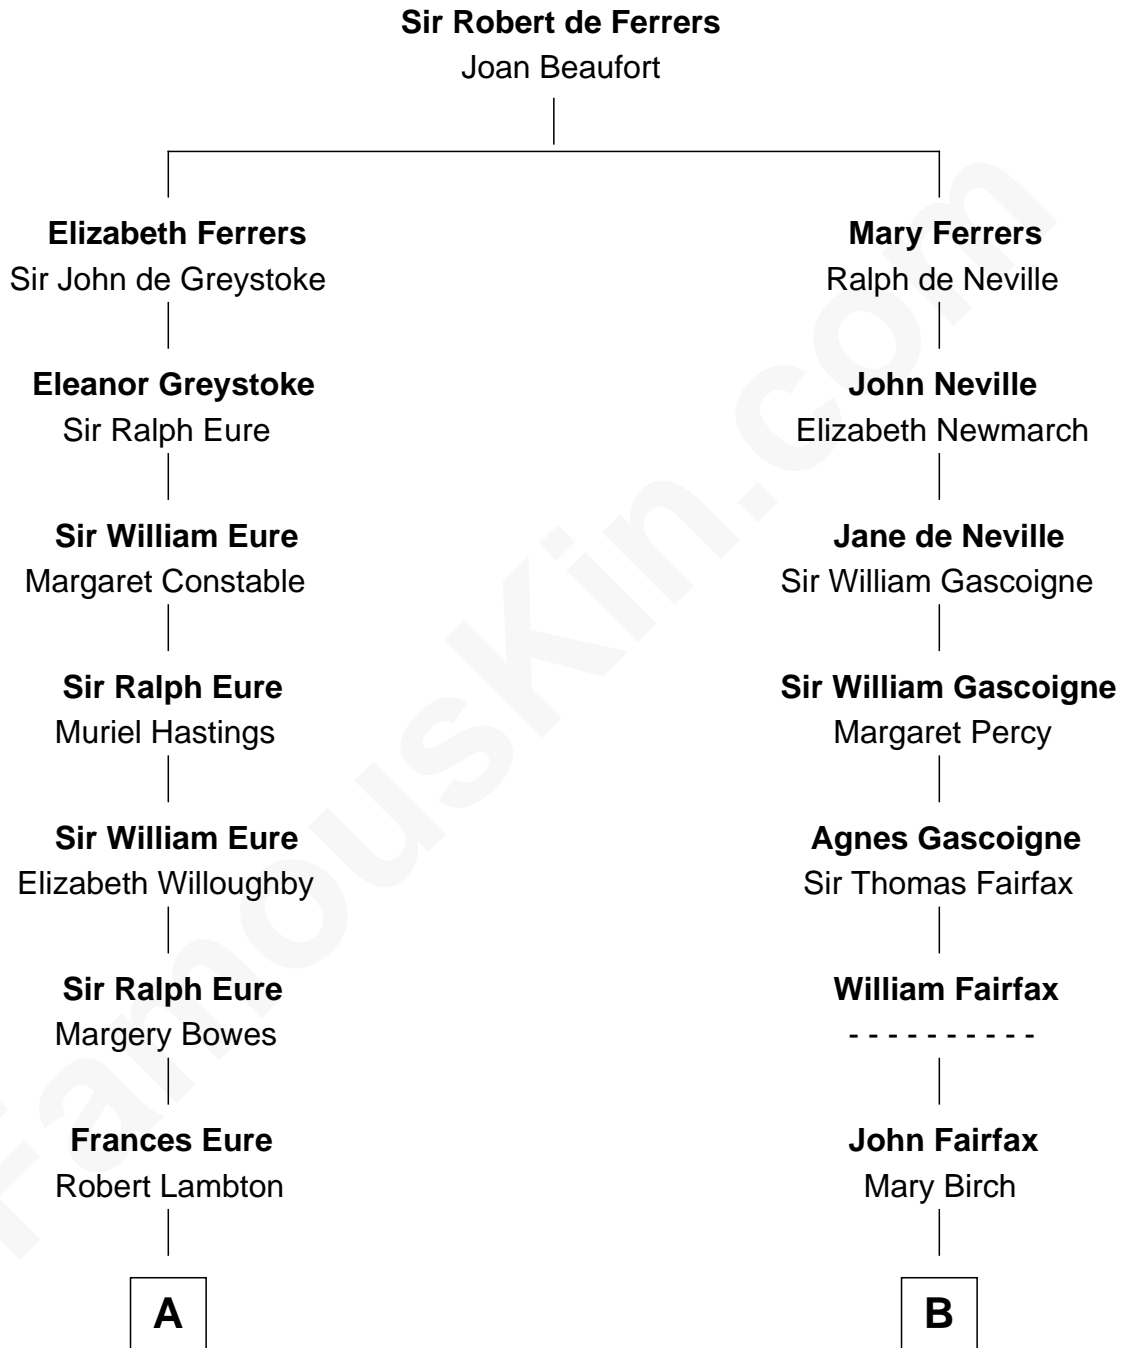 Sir Robert de Ferrers
Joan Beaufort
Elizabeth Ferrers
Sir John de Greystoke
Mary Ferrers
Ralph de Neville
Eleanor Greystoke
Sir Ralph Eure
John Neville
Elizabeth Newmarch
Sir William Eure
Margaret Constable
Jane de Neville
Sir William Gascoigne
Sir Ralph Eure
Muriel Hastings
Sir William Gascoigne
Margaret Percy
Sir William Eure
Elizabeth Willoughby
Agnes Gascoigne
Sir Thomas Fairfax
Sir Ralph Eure
Margery Bowes
William Fairfax
- - - - - - - - - -
Frances Eure
Robert Lambton
John Fairfax
Mary Birch
A
B
FamousKin.com